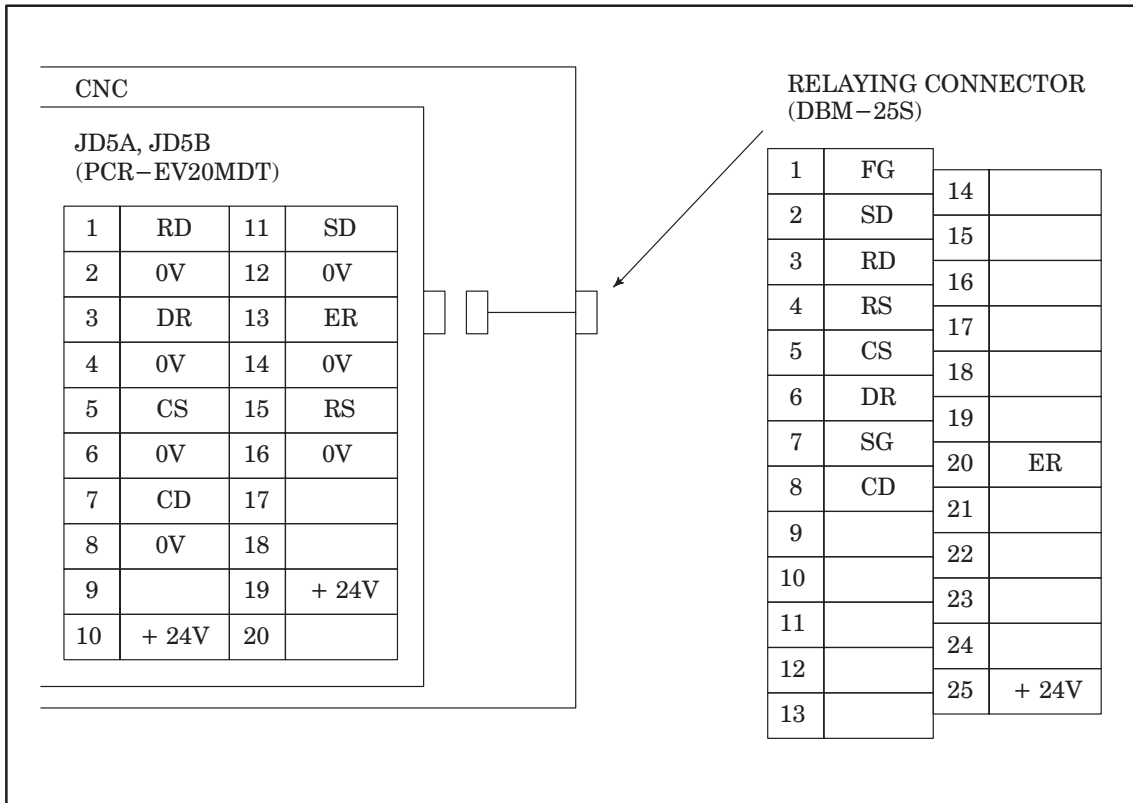 CNC
JD5A, JD5B
(PCR−EV20MDT)
1 RD 11 SD
2 0V 12 0V
3 DR 13 ER
4 0V 14 0V
5 CS 15 RS
6 0V 16 0V
7 CD 17
8 0V 18
9 19 + 24V
10 + 24V 20
RELAYING CONNECTOR
(DBM−25S)
1 FG
2 SD
3 RD
4 RS
5 CS
6 DR
7 SG
8 CD
9
10
11
12
13
14
15
16
17
18
19
20 ER
21
22
23
24
25 + 24V